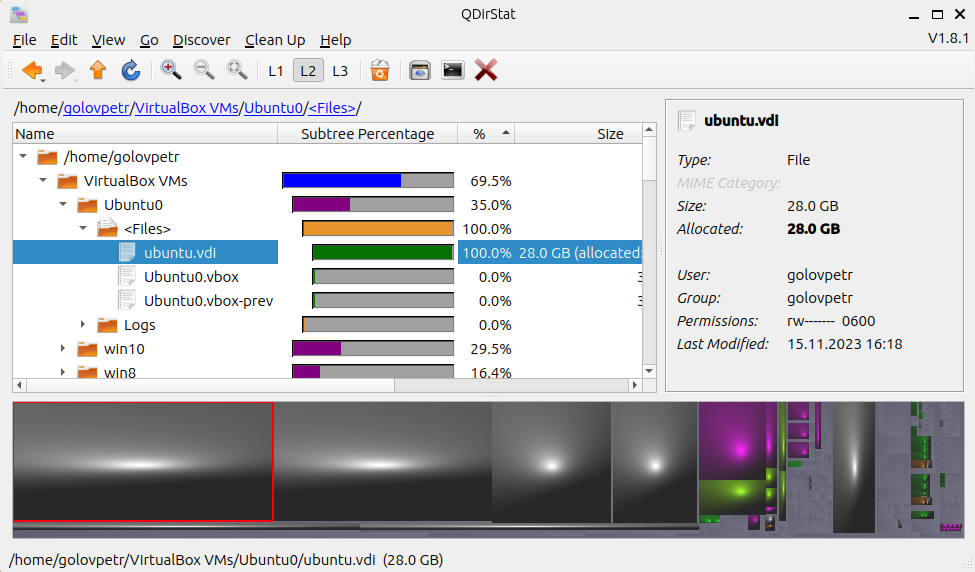 QDirStat
File Edit View Go Discover Clean Up Help V1.8.1
L1 L2 L3
/home/golovpetr/VirtualBox VMs/Ubuntu0/<Files>/
Name Subtree Percentage % Size
/home/golovpetr
VirtualBox VMs 69.5%
Ubuntu0 35.0%
<Files> 100.0%
ubuntu.vdi 100.0% 28.0 GB (allocated:
Ubuntu0.vbox 0.0%
Ubuntu0.vbox-prev 0.0%
Logs 0.0%
win10 29.5%
win8 16.4%
ubuntu.vdi
Type: File
MIME Category:
Size: 28.0 GB
Allocated: 28.0 GB
User: golovpetr
Group: golovpetr
Permissions: rw------- 0600
Last Modified: 15.11.2023 16:18
/home/golovpetr/VirtualBox VMs/Ubuntu0/ubuntu.vdi (28.0 GB)